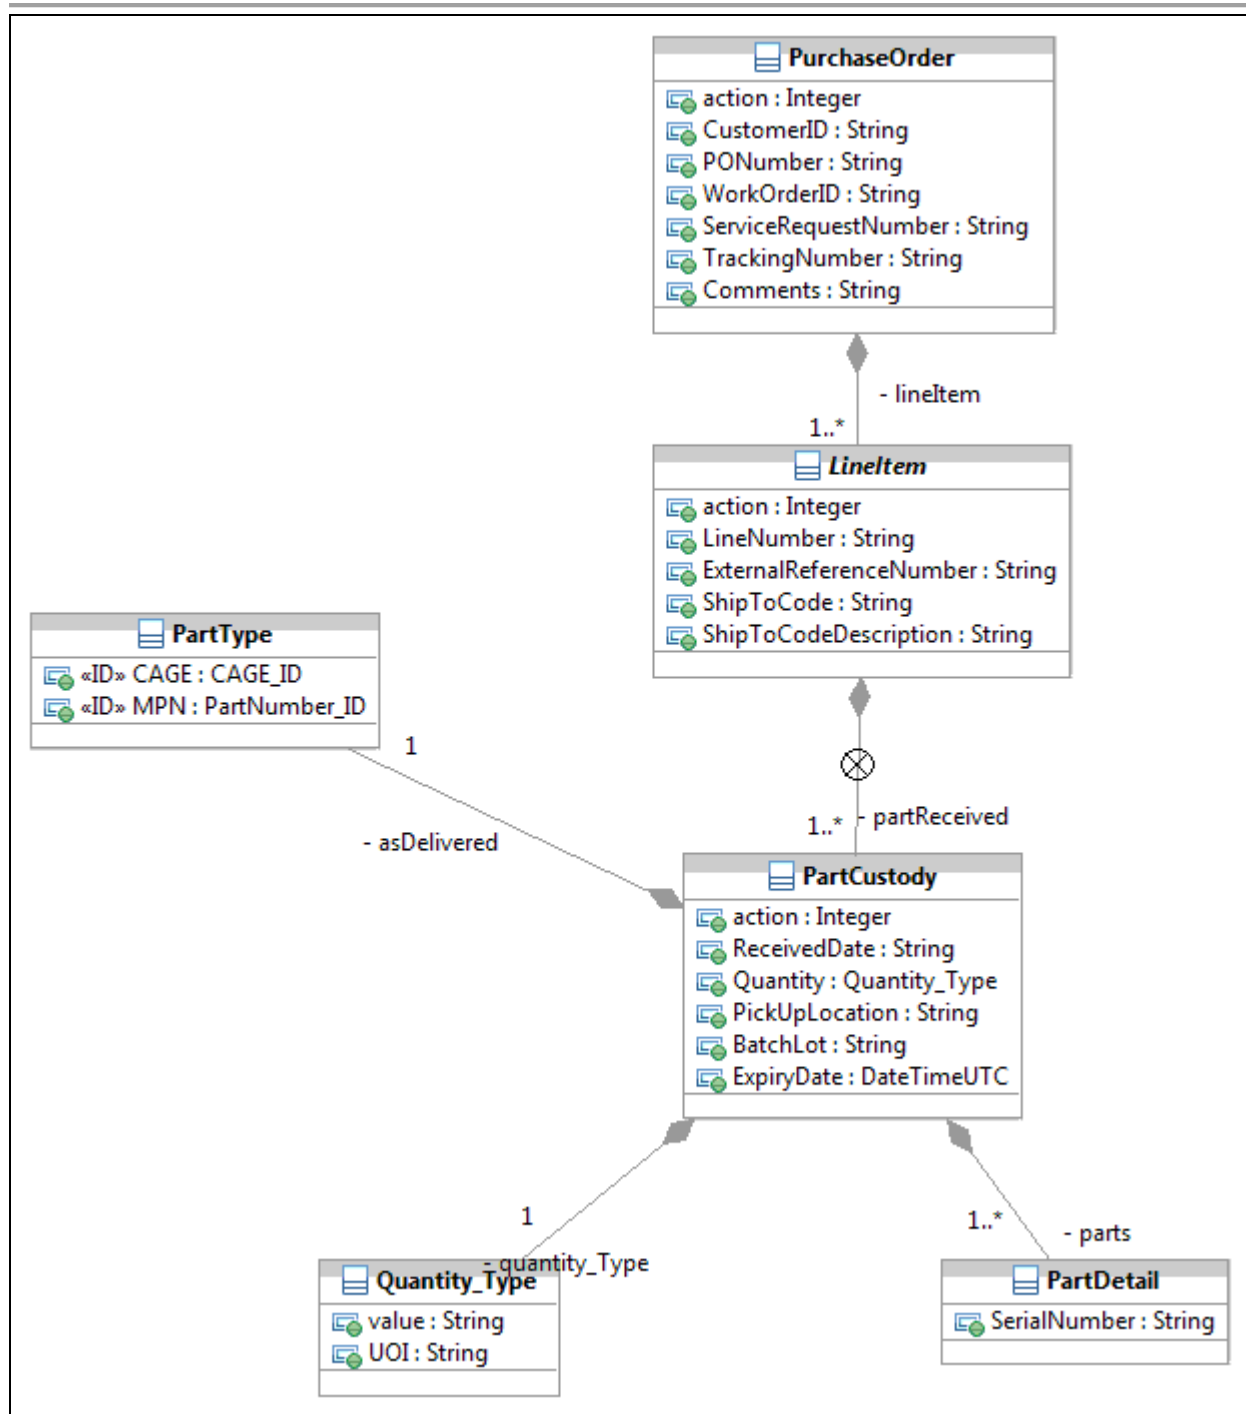 PurchaseOrder
action : Integer
CustomerID : String
PONumber : String
WorkOrderID : String
ServiceRequestNumber : String
TrackingNumber : String
Comments : String
- lineItem
1..*
LineItem
action : Integer
LineNumber : String
ExternalReferenceNumber : String
ShipToCode : String
ShipToCodeDescription : String
PartType
«ID» CAGE : CAGE_ID
«ID» MPN : PartNumber_ID
1
- asDelivered
1..*
- partReceived
PartCustody
action : Integer
ReceivedDate : String
Quantity : Quantity_Type
PickUpLocation : String
BatchLot : String
ExpiryDate : DateTimeUTC
1
- quantity_Type
1..*
- parts
Quantity_Type
value : String
UOI : String
PartDetail
SerialNumber : String